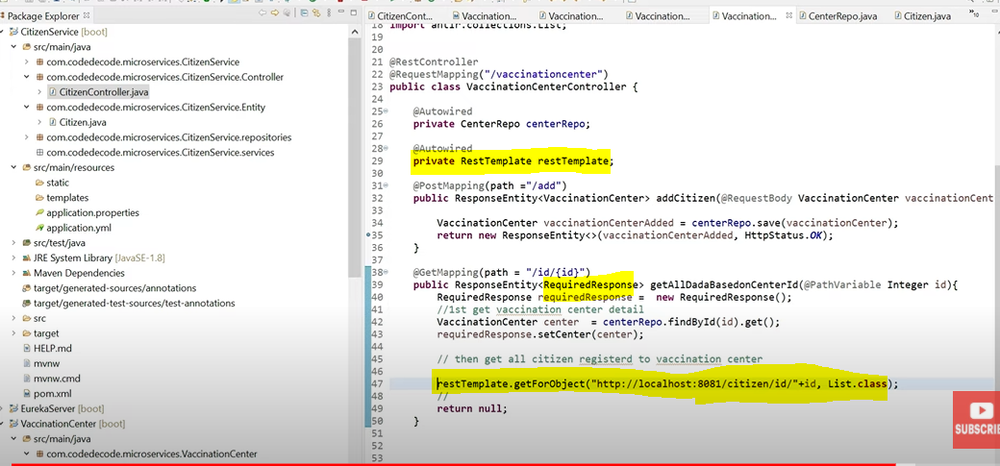 Package Explorer
CitizenService [boot]
src/main/java
com.codedecode.microservices.CitizenService
com.codedecode.microservices.CitizenService.Controller
CitizenController.java
com.codedecode.microservices.CitizenService.Entity
Citizen.java
com.codedecode.microservices.CitizenService.repositories
com.codedecode.microservices.CitizenService.services
src/main/resources
static
templates
application.properties
application.yml
src/test/java
JRE System Library [JavaSE-1.8]
Maven Dependencies
target/generated-sources/annotations
target/generated-test-sources/test-annotations
src
target
HELP.md
mvnw
mvnw.cmd
pom.xml
EurekaServer [boot]
VaccinationCenter [boot]
src/main/java
com.codedecode.microservices.VaccinationCenter
CitizenCont... Vaccination... Vaccination... Vaccination... Vaccination... CenterRepo.java Citizen.java »10
18 import antlr.collections.List;
19
20
21 @RestController
22 @RequestMapping("/vaccinationcenter")
23 public class VaccinationCenterController {
24
25 @Autowired
26 private CenterRepo centerRepo;
27
28 @Autowired
29 private RestTemplate restTemplate;
30
31 @PostMapping(path ="/add")
32 public ResponseEntity<VaccinationCenter> addCitizen(@RequestBody VaccinationCenter vaccinationCent
33
34 VaccinationCenter vaccinationCenterAdded = centerRepo.save(vaccinationCenter);
35 return new ResponseEntity<>(vaccinationCenterAdded, HttpStatus.OK);
36 }
37
38 @GetMapping(path = "/id/{id}")
39 public ResponseEntity<RequiredResponse> getAllDadaBasedonCenterId(@PathVariable Integer id){
40 RequiredResponse requiredResponse = new RequiredResponse();
41 //1st get vaccination center detail
42 VaccinationCenter center = centerRepo.findById(id).get();
43 requiredResponse.setCenter(center);
44
45 // then get all citizen registerd to vaccination center
46
47 restTemplate.getForObject("http://localhost:8081/citizen/id/"+id, List.class);
48 //
49 return null;
50 }
51
52
53
SUBSCRIBE